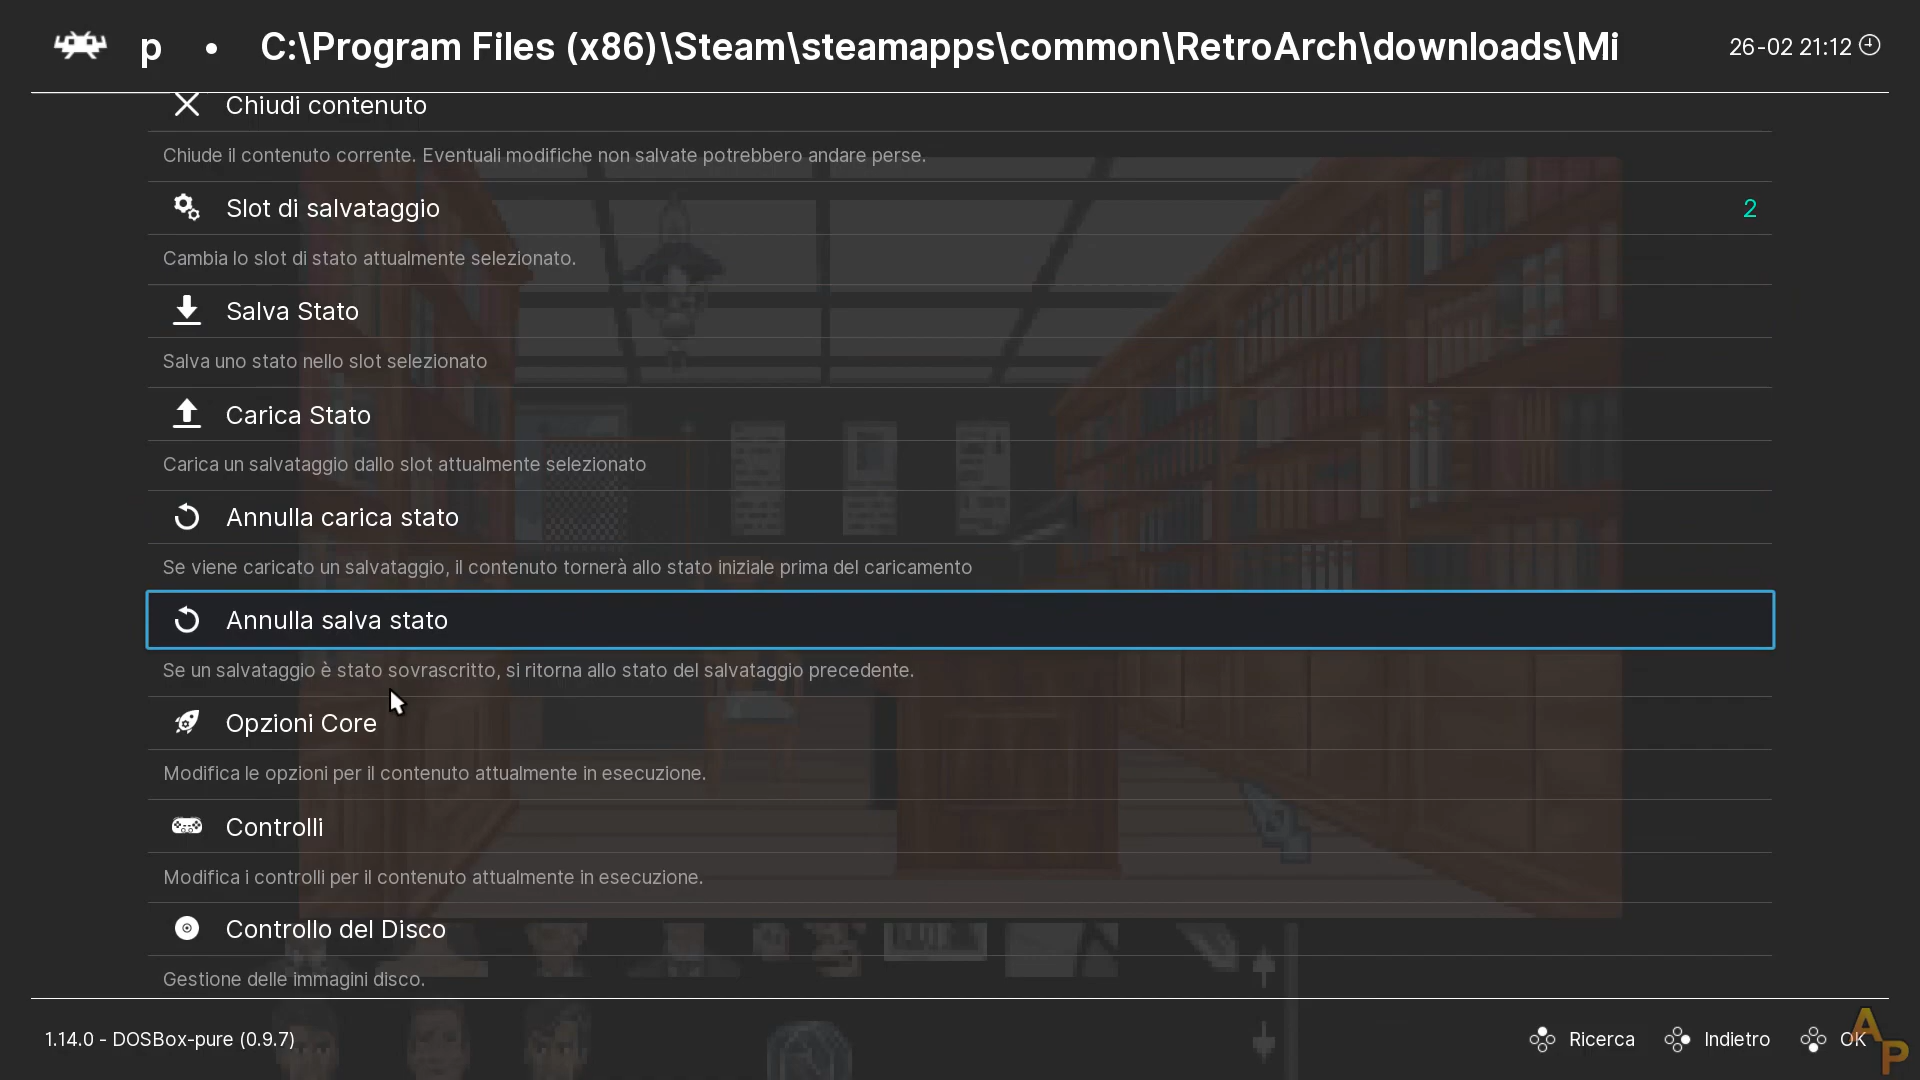 p • C:\Program Files (x86)\Steam\steamapps\common\RetroArch\downloads\Mi
26-02 21:12
Chiudi contenuto
Chiude il contenuto corrente. Eventuali modifiche non salvate potrebbero andare perse.
Slot di salvataggio 2
Cambia lo slot di stato attualmente selezionato.
Salva Stato
Salva uno stato nello slot selezionato
Carica Stato
Carica un salvataggio dallo slot attualmente selezionato
Annulla carica stato
Se viene caricato un salvataggio, il contenuto tornerà allo stato iniziale prima del caricamento
Annulla salva stato
Se un salvataggio è stato sovrascritto, si ritorna allo stato del salvataggio precedente.
Opzioni Core
Modifica le opzioni per il contenuto attualmente in esecuzione.
Controlli
Modifica i controlli per il contenuto attualmente in esecuzione.
Controllo del Disco
Gestione delle immagini disco.
1.14.0 - DOSBox-pure (0.9.7)
Ricerca Indietro OK
AP